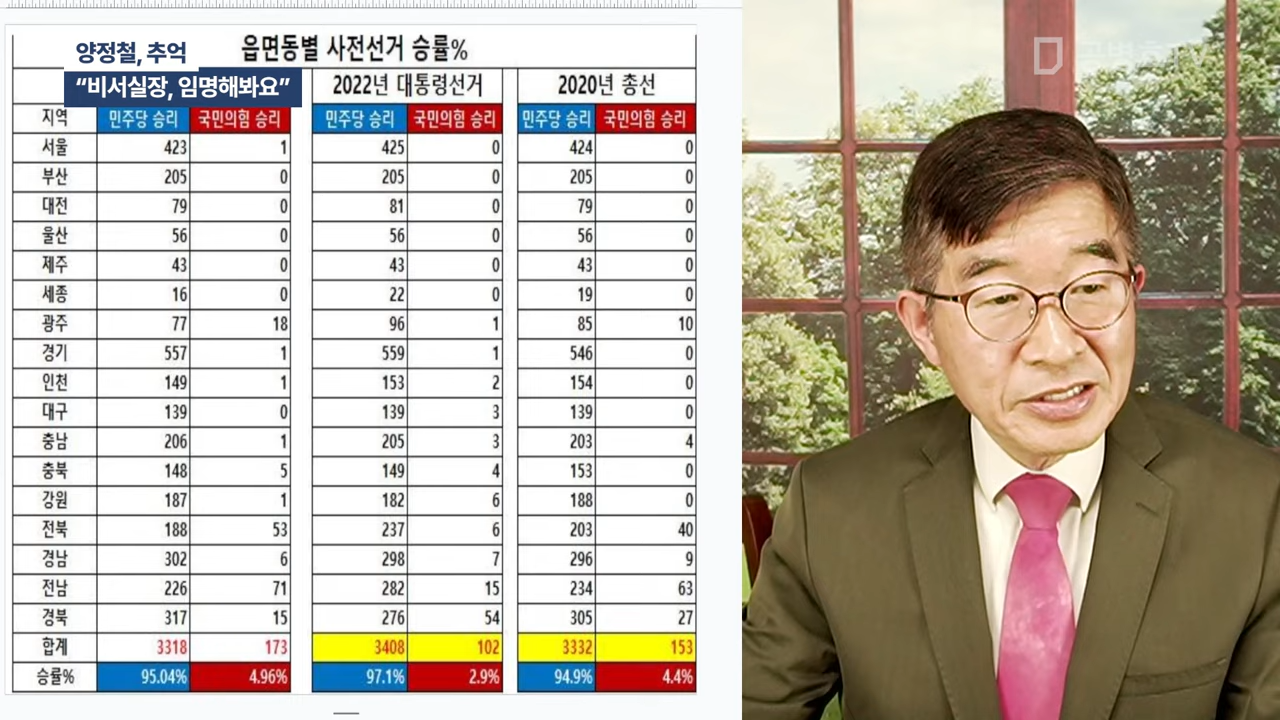 양정철, 추억
“비서실장, 임명해봐요”
읍면동별 사전선거 승률%
2022년 대통령선거 2020년 총선
지역 민주당 승리 국민의힘 승리 민주당 승리 국민의힘 승리 민주당 승리 국민의힘 승리
서울 423 1 425 0 424 0
부산 205 0 205 0 205 0
대전 79 0 81 0 79 0
울산 56 0 56 0 56 0
제주 43 0 43 0 43 0
세종 16 0 22 0 19 0
광주 77 18 96 1 85 10
경기 557 1 559 1 546 0
인천 149 1 153 2 154 0
대구 139 0 139 3 139 0
충남 206 1 205 3 203 4
충북 148 5 149 4 153 0
강원 187 1 182 6 188 0
전북 188 53 237 6 203 40
경남 302 6 298 7 296 9
전남 226 71 282 15 234 63
경북 317 15 276 54 305 27
합계 3318 173 3408 102 3332 153
승률% 95.04% 4.96% 97.1% 2.9% 94.9% 4.4%